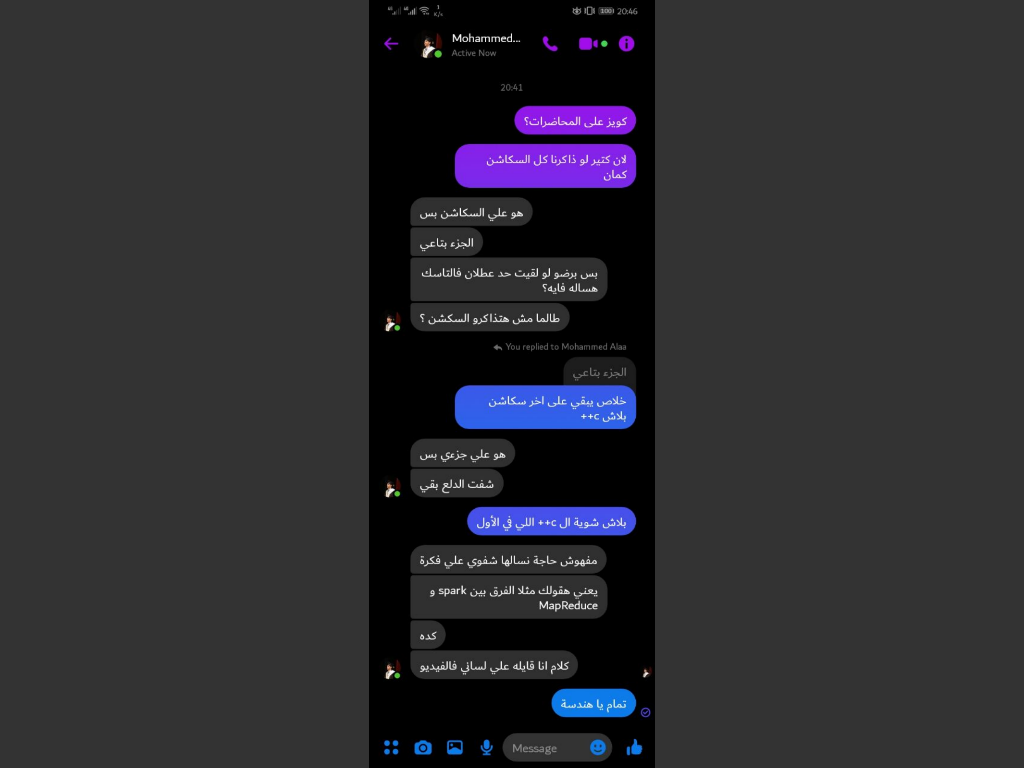 1 K/s
100 20:46
Mohammed...
Active Now
20:41
كويز على المحاضرات؟
لان كتير لو ذاكرنا كل السكاشن
كمان
هو علي السكاشن بس
الجزء بتاعي
بس برضو لو لقيت حد عطلان فالتاسك
هساله فايه؟
طالما مش هتذاكرو السكشن ؟
You replied to Mohammed Alaa
الجزء بتاعي
خلاص يبقي على اخر سكاشن
بلاش c++
هو علي جزءي بس
شفت الدلع بقي
بلاش شوية ال c++ اللي في الأول
مفهوش حاجة نسالها شفوي علي فكرة
يعني هقولك مثلا الفرق بين spark و
MapReduce
كده
كلام انا قايله علي لساني فالفيديو
تمام يا هندسة
Message